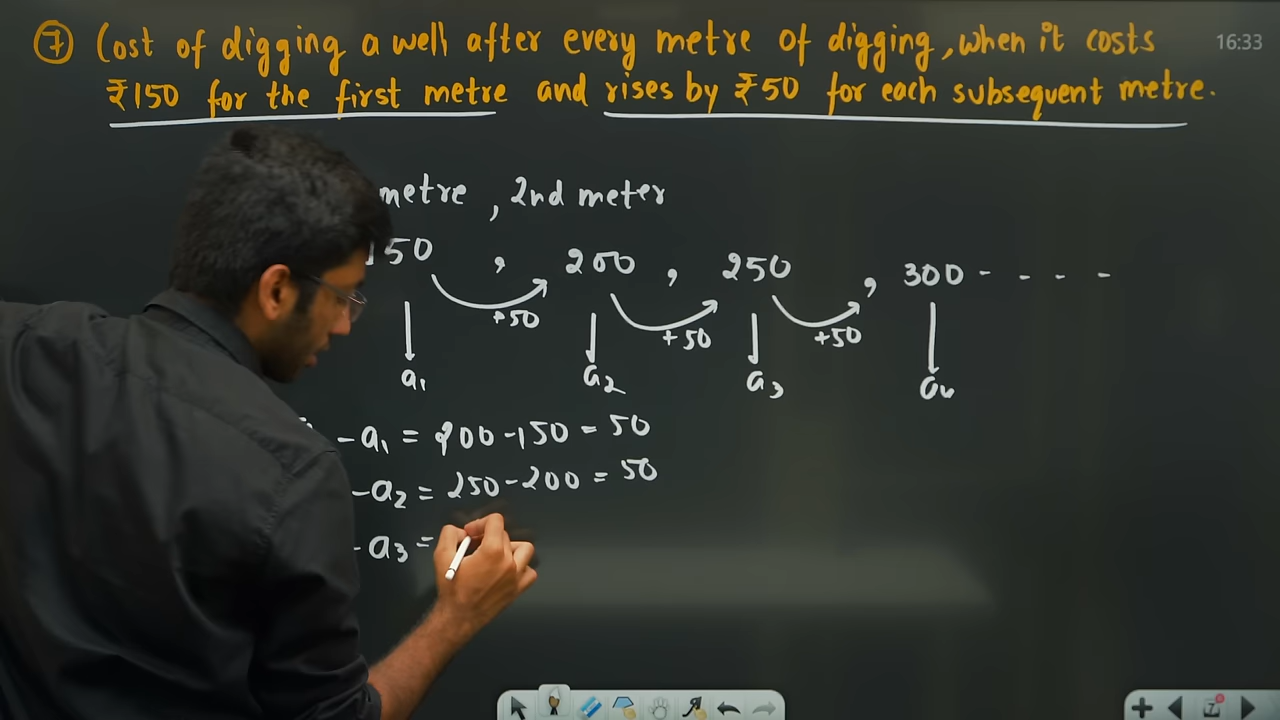 7 Cost of digging a well after every metre of digging, when it costs 16:33
₹150 for the first metre and rises by ₹50 for each subsequent metre.
metre, 2nd meter
150, 200, 250, 300 - - - -
+50 +50 +50
a₁ a₂ a₃ a₄
- a₁ = 200 - 150 = 50
- a₂ = 250 - 200 = 50
- a₃ =